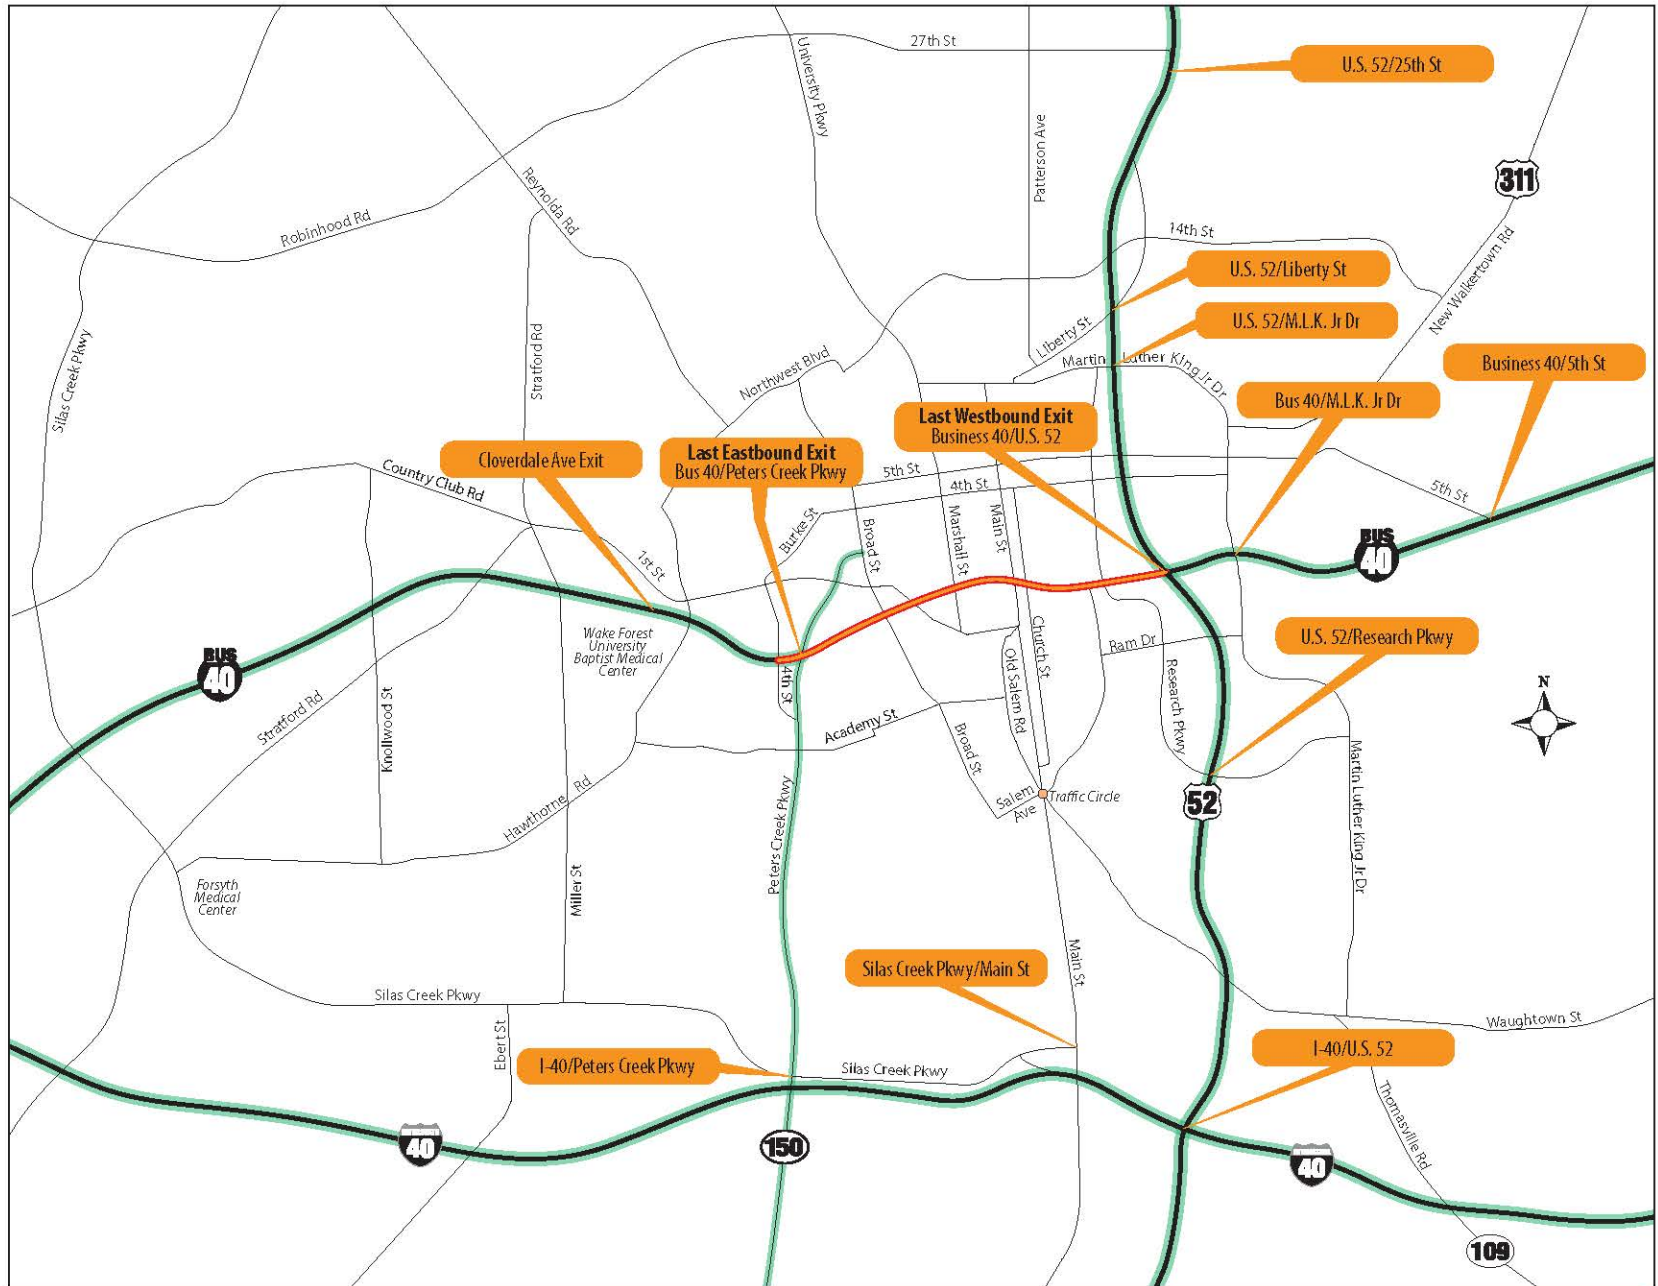 27th St
University Pkwy
U.S. 52/25th St
Patterson Ave
311
Reynolda Rd
Robinhood Rd
14th St
New Walkertown Rd
U.S. 52/Liberty St
U.S. 52/M.L.K. Jr Dr
Liberty St
Martin Luther King Jr Dr
Silas Creek Pkwy
Stratford Rd
Northwest Blvd
Business 40/5th St
Bus 40/M.L.K. Jr Dr
Last Westbound Exit
Business 40/U.S. 52
Last Eastbound Exit
Bus 40/Peters Creek Pkwy
Cloverdale Ave Exit
Country Club Rd
5th St
4th St
5th St
Burke St
Broad St
Marshall St
Main St
BUS
40
1st St
Wake Forest
University
Baptist Medical
Center
Church St
Old Salem Rd
Ram Dr
Research Pkwy
U.S. 52/Research Pkwy
BUS
40
4th St
Stratford Rd
Knollwood St
Academy St
Broad St
N
Peters Creek Pkwy
Salem
Ave
Traffic Circle
52
Martin Luther King Jr Dr
Hawthorne Rd
Forsyth
Medical
Center
Miller St
Main St
Silas Creek Pkwy/Main St
Silas Creek Pkwy
Ebert St
Waughtown St
I-40/U.S. 52
I-40/Peters Creek Pkwy
Silas Creek Pkwy
Thomasville Rd
40
150
40
109